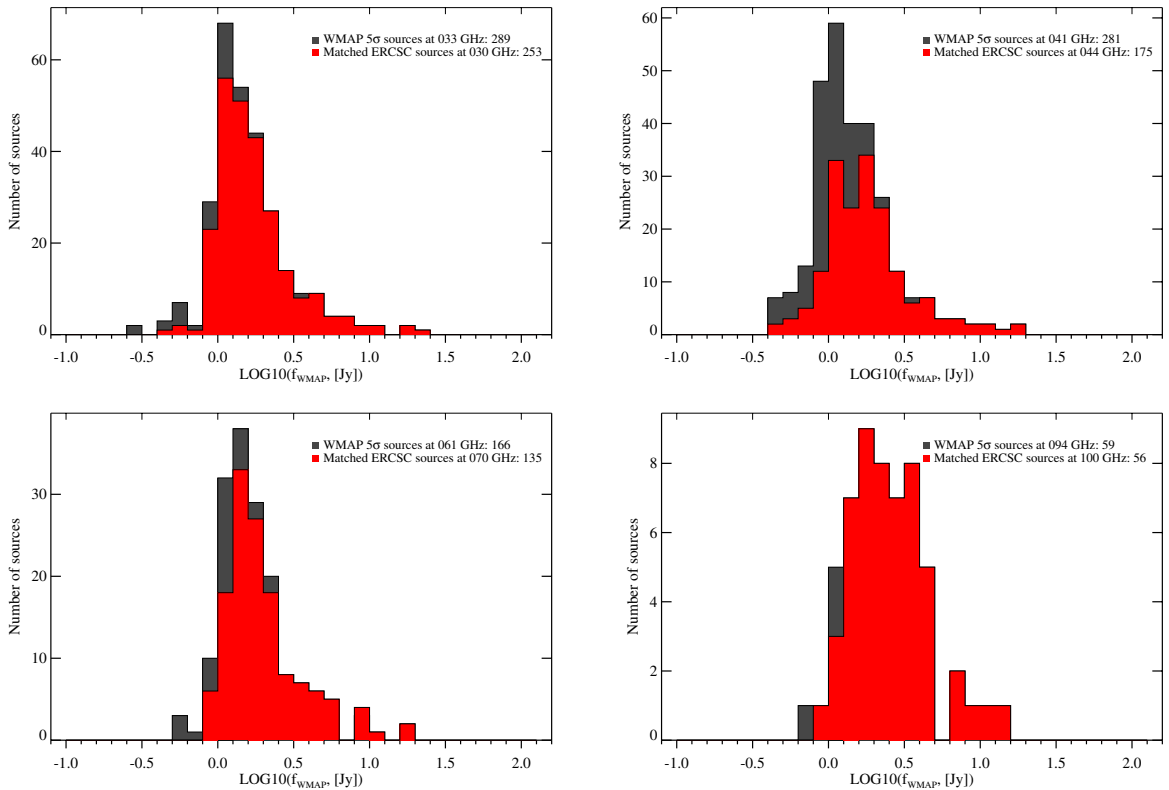 WMAP 5σ sources at 033 GHz: 289
Matched ERCSC sources at 030 GHz: 253
Number of sources
60
40
20
0
-1.0 -0.5 0.0 0.5 1.0 1.5 2.0
LOG10(fWMAP, [Jy])
WMAP 5σ sources at 041 GHz: 281
Matched ERCSC sources at 044 GHz: 175
Number of sources
60
50
40
30
20
10
0
-1.0 -0.5 0.0 0.5 1.0 1.5 2.0
LOG10(fWMAP, [Jy])
WMAP 5σ sources at 061 GHz: 166
Matched ERCSC sources at 070 GHz: 135
Number of sources
30
20
10
0
-1.0 -0.5 0.0 0.5 1.0 1.5 2.0
LOG10(fWMAP, [Jy])
WMAP 5σ sources at 094 GHz: 59
Matched ERCSC sources at 100 GHz: 56
Number of sources
8
6
4
2
0
-1.0 -0.5 0.0 0.5 1.0 1.5 2.0
LOG10(fWMAP, [Jy])